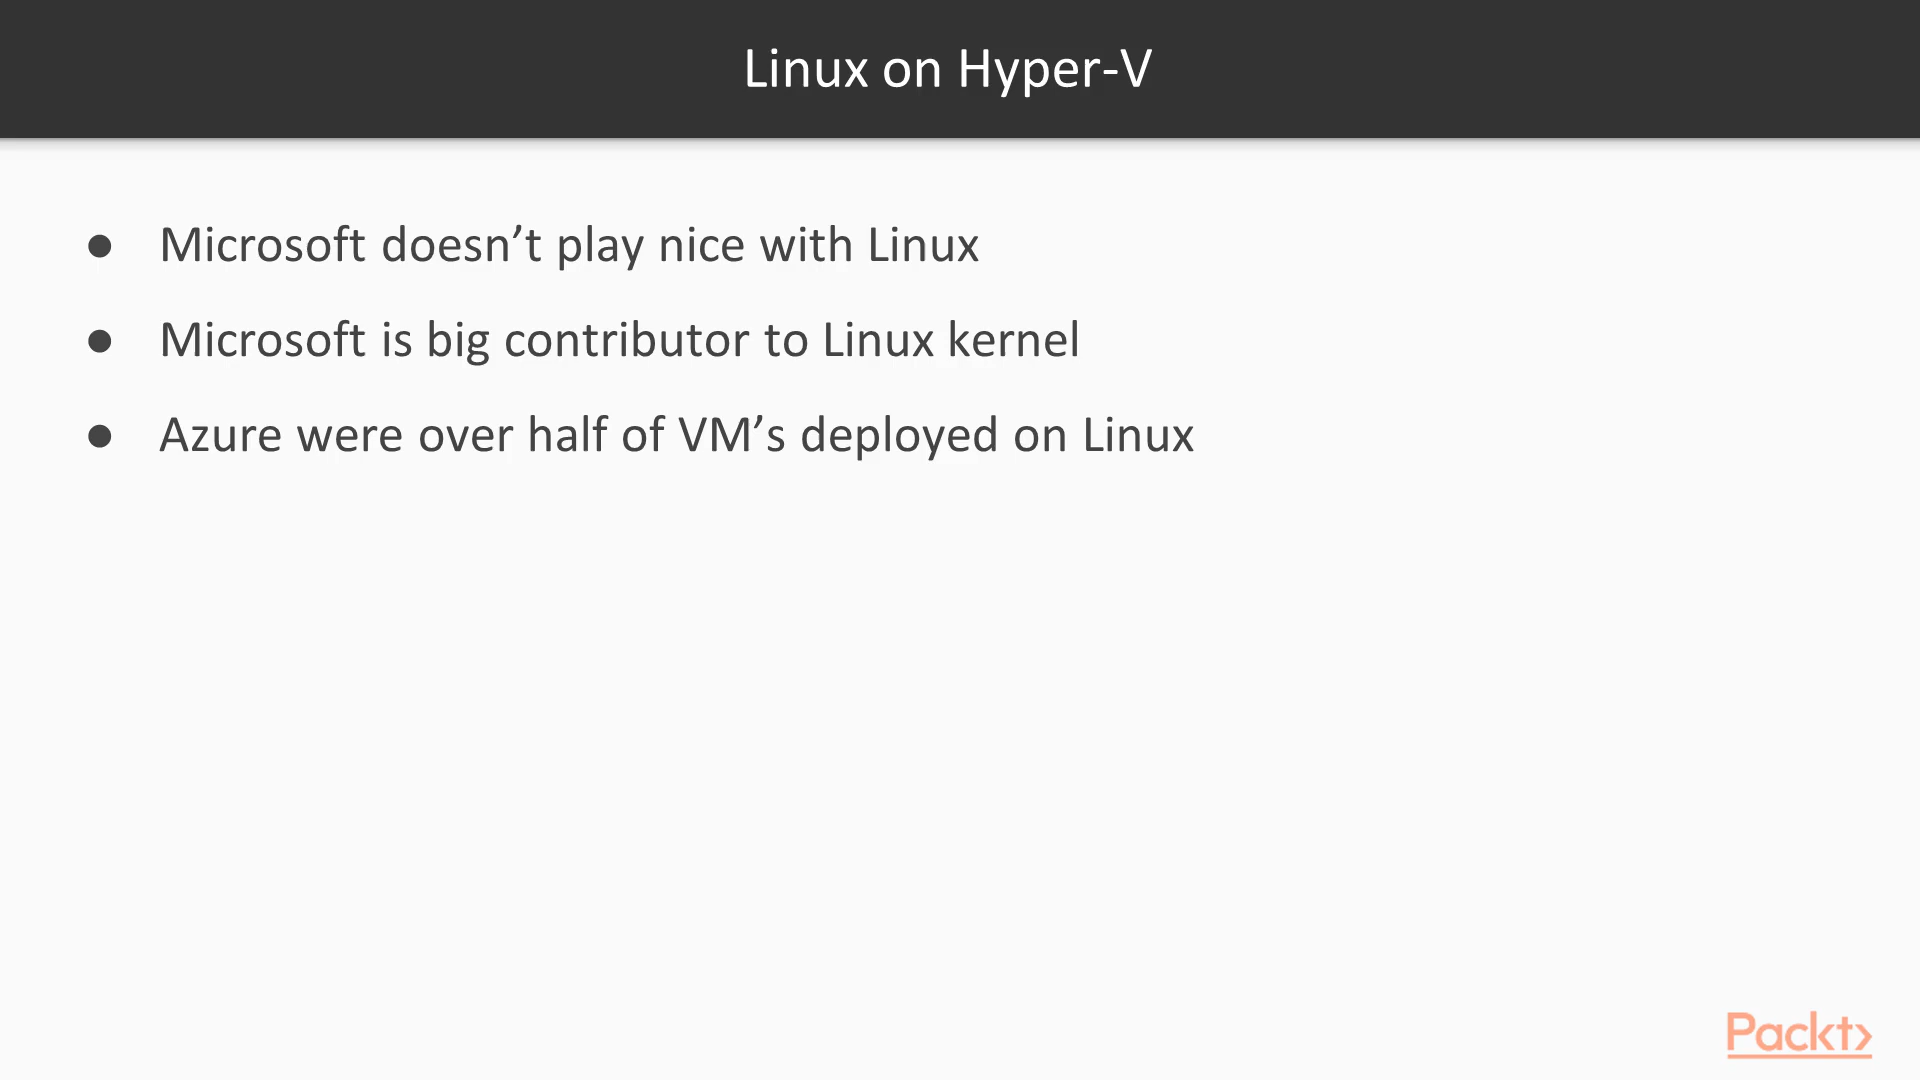 Linux on Hyper-V
● Microsoft doesn’t play nice with Linux
● Microsoft is big contributor to Linux kernel
● Azure were over half of VM’s deployed on Linux
Packt>